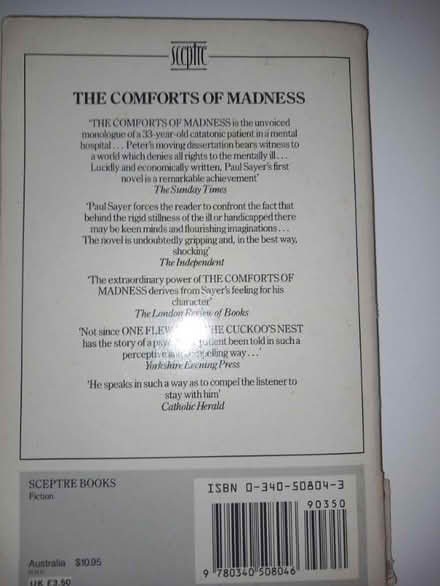 sceptre
THE COMFORTS OF MADNESS
'THE COMFORTS OF MADNESS is the unvoiced
monologue of a 33-year-old catatonic patient in a mental
hospital... Peter's moving dissertation bears witness to
a world which denies all rights to the mentally ill...
Lucidly and economically written, Paul Sayer's first
novel is a remarkable achievement'
The Sunday Times
'Paul Sayer forces the reader to confront the fact that
behind the rigid stillness of the ill or handicapped there
may be keen minds and flourishing imaginations...
The novel is undoubtedly gripping and, in the best way,
shocking'
The Independent
'The extraordinary power of THE COMFORTS OF
MADNESS derives from Sayer's feeling for his
character'
The London Review of Books
'Not since ONE FLEW THE CUCKOO'S NEST
has the story of a patient been told in such a
perceptive way...'
Yorkshire Evening Press
'He speaks in such a way as to compel the listener to
stay with him'
Catholic Herald
SCEPTRE BOOKS
Fiction
Australia $10.95
UK £3.50
ISBN 0-340-50804-3
90350
9 780340 508046